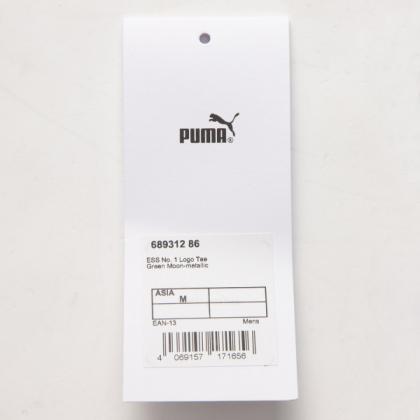 PUMA®
689312 86
ESS No. 1 Logo Tee
Green Moon-metallic
ASIA
M
EAN-13 Mens
4 069157 171656